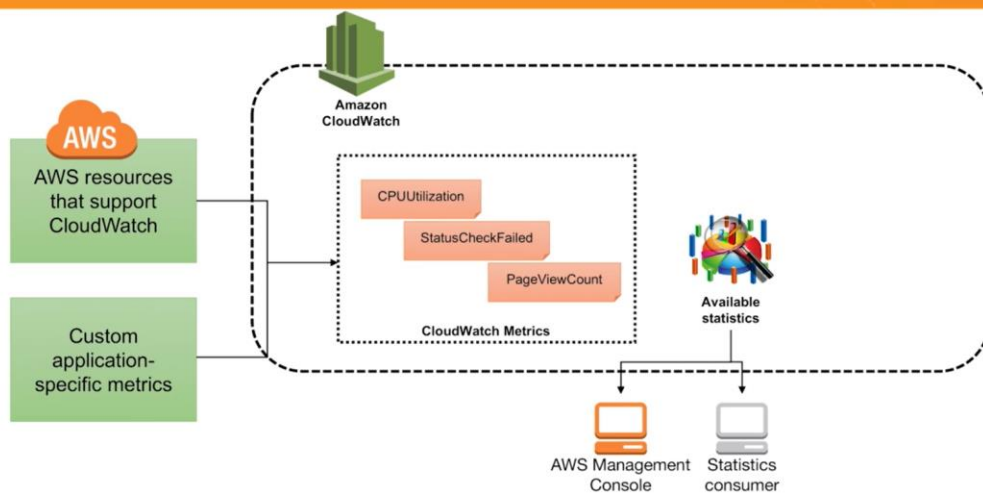 Amazon
CloudWatch
AWS
AWS resources
that support
CloudWatch
CPUUtilization
StatusCheckFailed
PageViewCount
CloudWatch Metrics
Custom
application-
specific metrics
Available
statistics
AWS Management
Console
Statistics
consumer